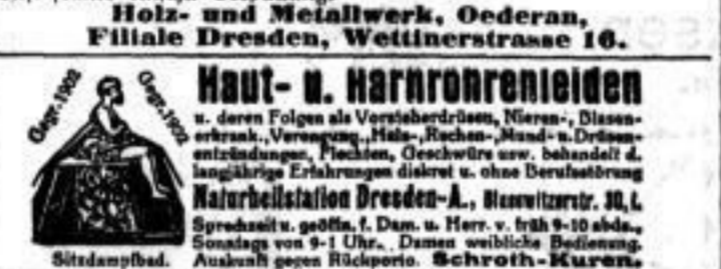 Holz- und Metallwerk, Oederan,
Filiale Dresden, Wettinerstrasse 16.
Gegr. 1902
Gegr. 1902
Haut- u. Harnröhrenleiden
u. deren Folgen als Vorsteherdrüsen, Nieren-, Blasen-
erkrank., Verengung, Hals-, Rachen-, Mund- u. Drüsen-
entzündungen, Flechten, Geschwüre usw. behandelt d.
langjährige Erfahrungen diskret u. ohne Berufsstörung
Naturheilstation Dresden-A., Blasewitzerstr. 30, I.
Sprechzeit u. geöffn. f. Dam. u. Herr. v. früh 9-10 abds.,
Sonntags von 9-1 Uhr. Damen weibliche Bedienung.
Auskunft gegen Rückporto. Schroth-Kuren.
Sitzdampfbad.